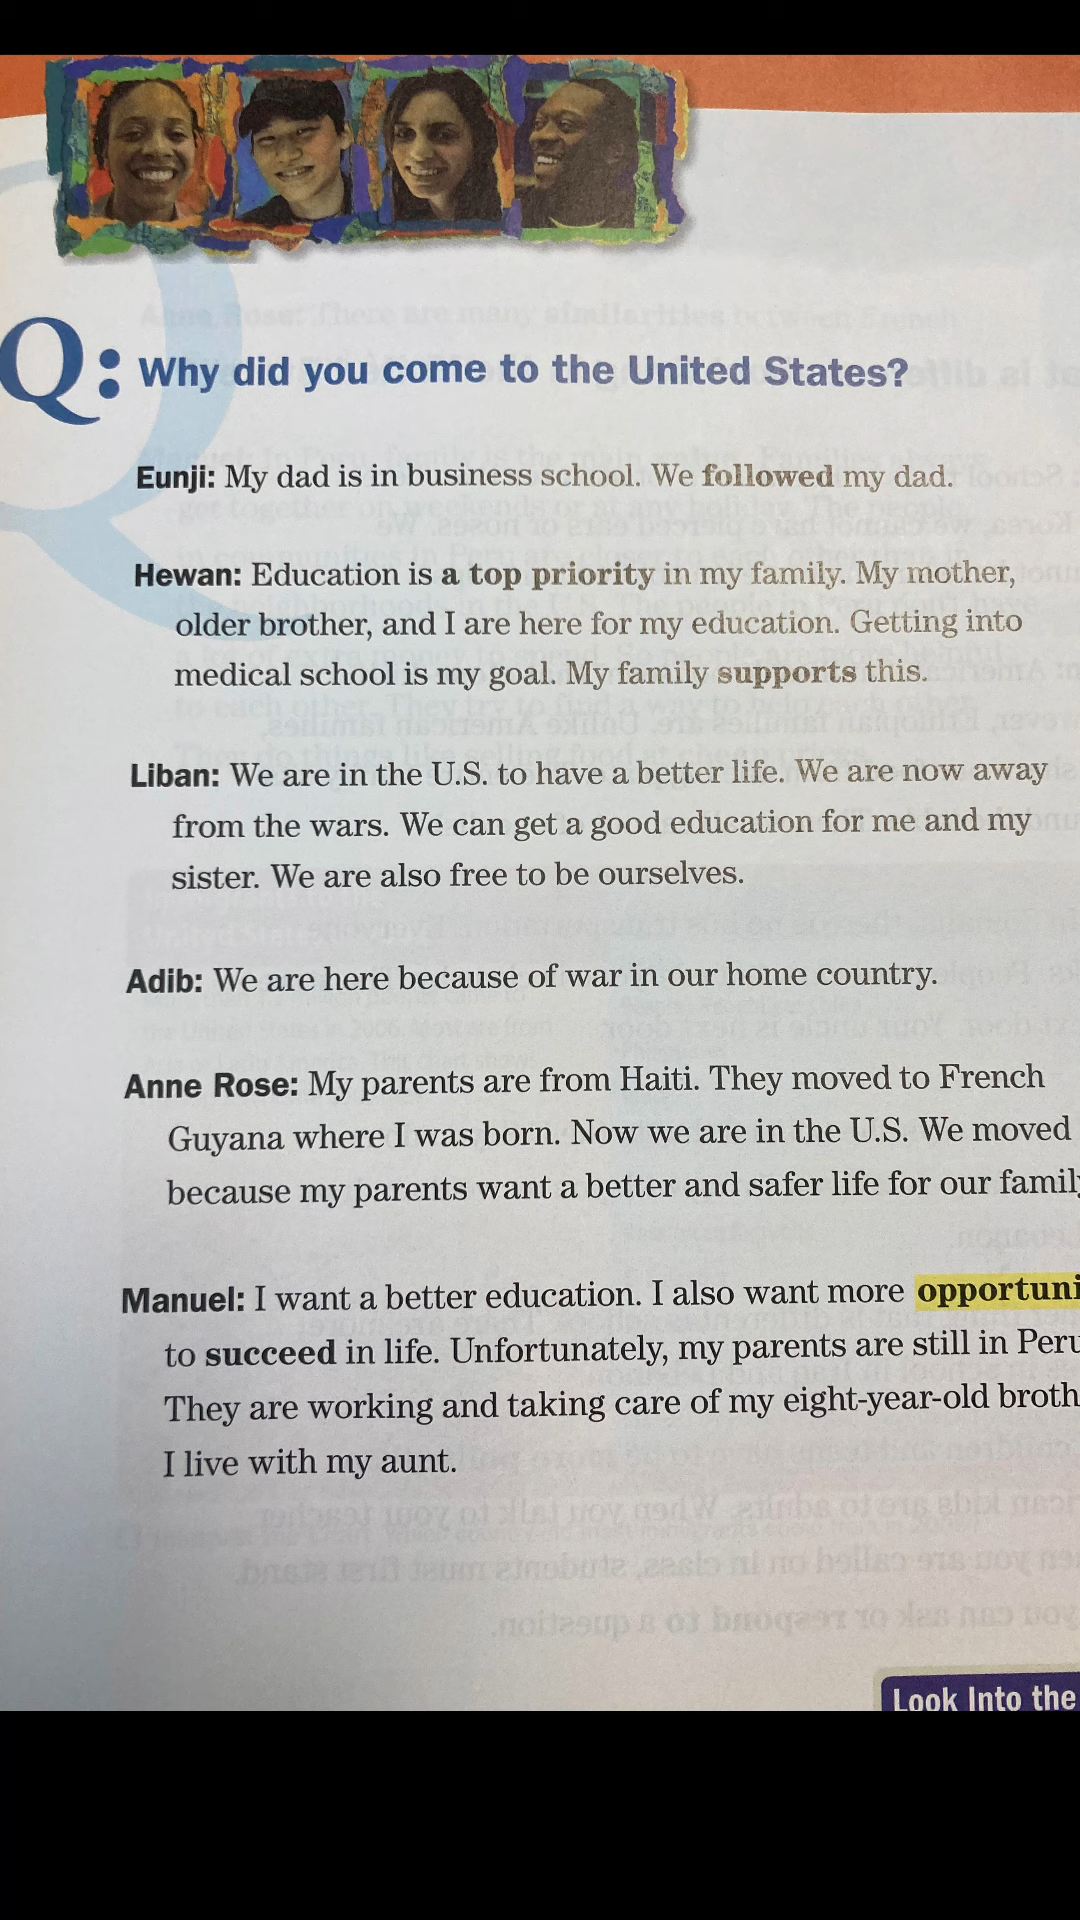 Q: Why did you come to the United States?
Eunji: My dad is in business school. We followed my dad.
Hewan: Education is a top priority in my family. My mother,
older brother, and I are here for my education. Getting into
medical school is my goal. My family supports this.
Liban: We are in the U.S. to have a better life. We are now away
from the wars. We can get a good education for me and my
sister. We are also free to be ourselves.
Adib: We are here because of war in our home country.
Anne Rose: My parents are from Haiti. They moved to French
Guyana where I was born. Now we are in the U.S. We moved
because my parents want a better and safer life for our famil
Manuel: I want a better education. I also want more opportuni
to succeed in life. Unfortunately, my parents are still in Peru
They are working and taking care of my eight-year-old broth
I live with my aunt.
Look Into the